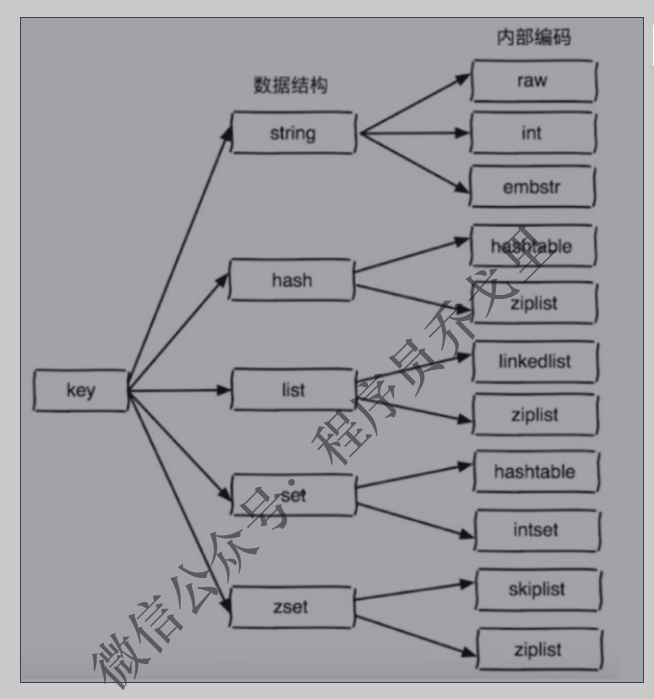 内部编码
数据结构
raw
string
int
embstr
hashtable
hash
ziplist
linkedlist
key
list
ziplist
hashtable
set
intset
skiplist
zset
ziplist
微信公众号：程序员乔戈里